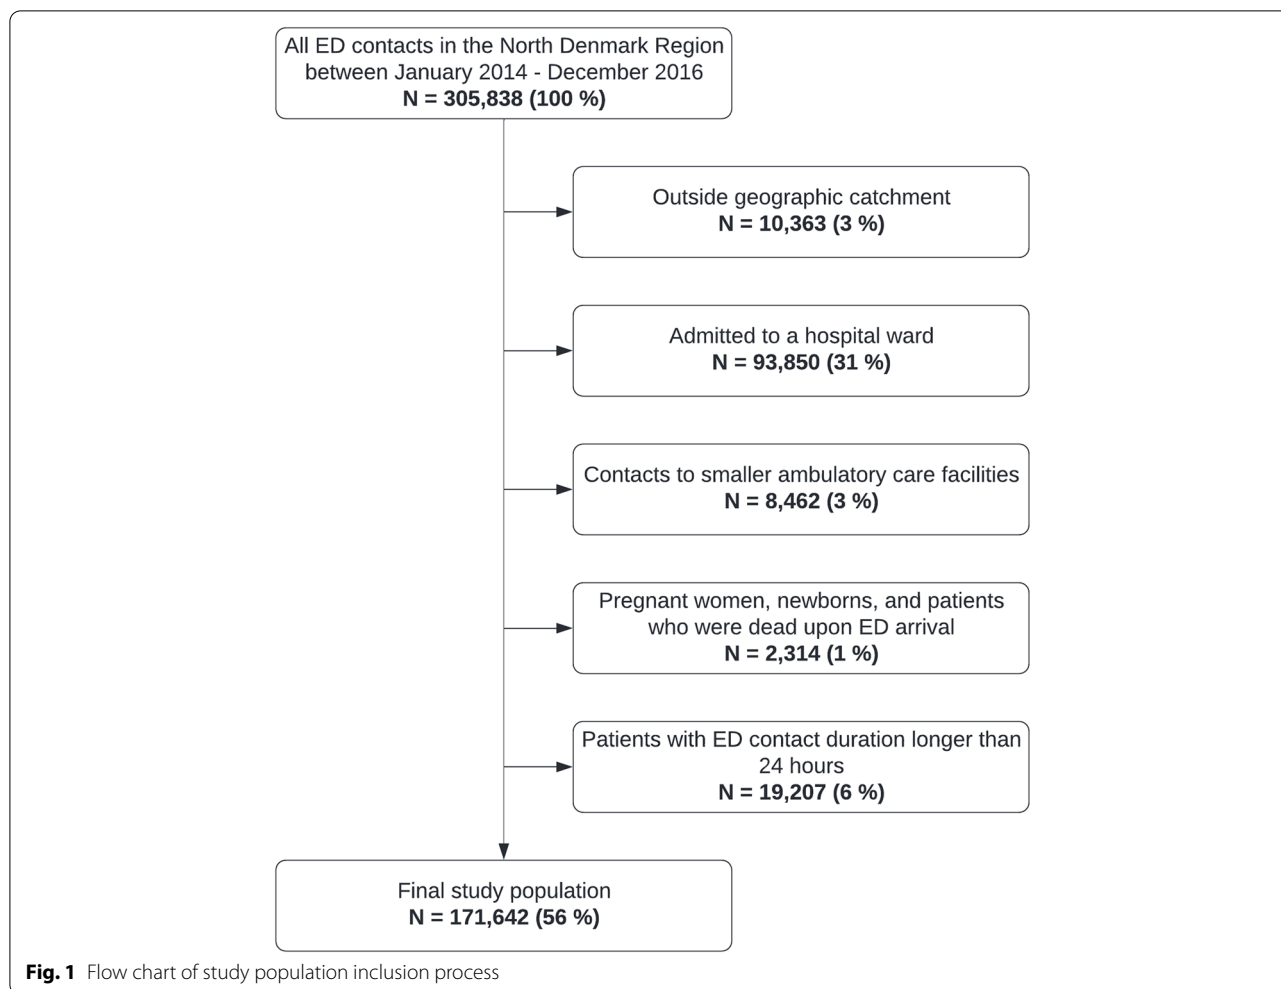 All ED contacts in the North Denmark Region
between January 2014 - December 2016
N = 305,838 (100 %)
Outside geographic catchment
N = 10,363 (3 %)
Admitted to a hospital ward
N = 93,850 (31 %)
Contacts to smaller ambulatory care facilities
N = 8,462 (3 %)
Pregnant women, newborns, and patients
who were dead upon ED arrival
N = 2,314 (1 %)
Patients with ED contact duration longer than
24 hours
N = 19,207 (6 %)
Final study population
N = 171,642 (56 %)
Fig. 1 Flow chart of study population inclusion process